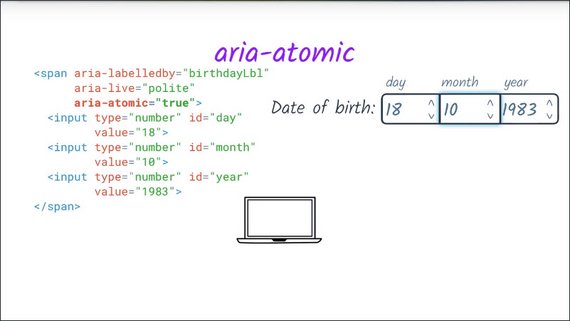 aria-atomic
<span aria-labelledby="birthdayLbl"
aria-live="polite"
aria-atomic="true">
<input type="number" id="day"
value="18">
<input type="number" id="month"
value="10">
<input type="number" id="year"
value="1983">
</span>
day month year
Date of birth: 18 10 1983